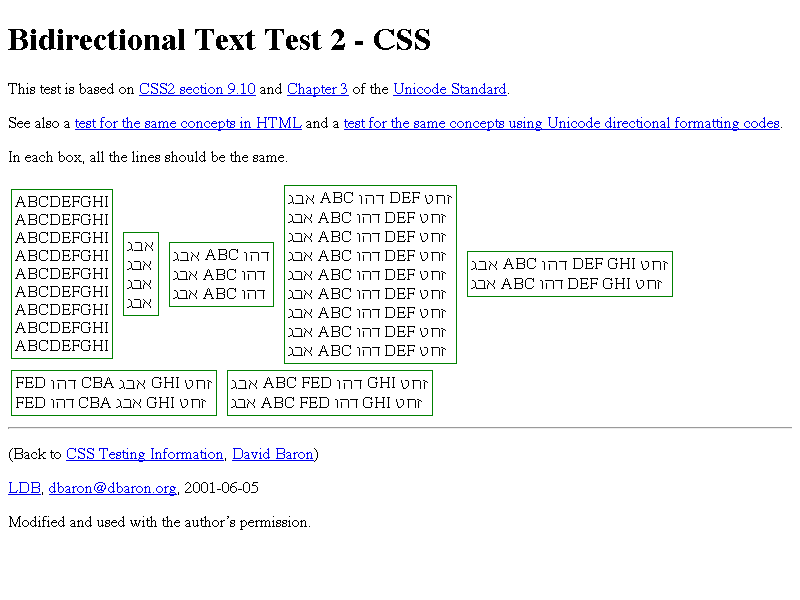 Bidirectional Text Test 2 - CSS
This test is based on CSS2 section 9.10 and Chapter 3 of the Unicode Standard.
See also a test for the same concepts in HTML and a test for the same concepts using Unicode directional formatting codes.
In each box, all the lines should be the same.
ABCDEFGHI
ABCDEFGHI
ABCDEFGHI
ABCDEFGHI
ABCDEFGHI
ABCDEFGHI
ABCDEFGHI
ABCDEFGHI
ABCDEFGHI
אבג
אבג
אבג
אבג
אבג ABC דהו
אבג ABC דהו
אבג ABC דהו
אבג ABC דהו DEF זחט
אבג ABC דהו DEF זחט
אבג ABC דהו DEF זחט
אבג ABC דהו DEF זחט
אבג ABC דהו DEF זחט
אבג ABC דהו DEF זחט
אבג ABC דהו DEF זחט
אבג ABC דהו DEF זחט
אבג ABC דהו DEF זחט
אבג ABC דהו DEF GHI זחט
אבג ABC דהו DEF GHI זחט
FED דהו CBA אבג GHI זחט
FED דהו CBA אבג GHI זחט
אבג ABC FED דהו GHI זחט
אבג ABC FED דהו GHI זחט
(Back to CSS Testing Information, David Baron)
LDB, dbaron@dbaron.org, 2001-06-05
Modified and used with the author's permission.